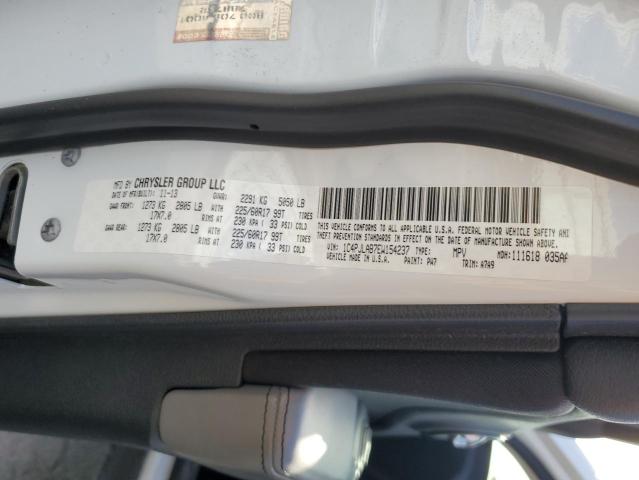 MFD BY CHRYSLER GROUP LLC
DATE OF MFR(BUILT): 11-13 GVWR: 2291 KG 5050 LB
GAWR FRONT: 1273 KG 2805 LB WITH 225/60R17 99T TIRES
17X7.0 RIMS AT 230 KPA ( 33 PSI) COLD
GAWR REAR: 1273 KG 2805 LB WITH 225/60R17 99T TIRES
17X7.0 RIMS AT 230 KPA ( 33 PSI) COLD
THIS VEHICLE CONFORMS TO ALL APPLICABLE U.S.A. FEDERAL MOTOR VEHICLE SAFETY AND
THEFT PREVENTION STANDARDS IN EFFECT ON THE DATE OF MANUFACTURE SHOWN ABOVE.
VIN: 1C4PJLAB7EW154237 TYPE: MPV MDH: 111618 035AA
VEHICLE MADE IN U.S.A. PAINT: PW7 TRIM: A7A9